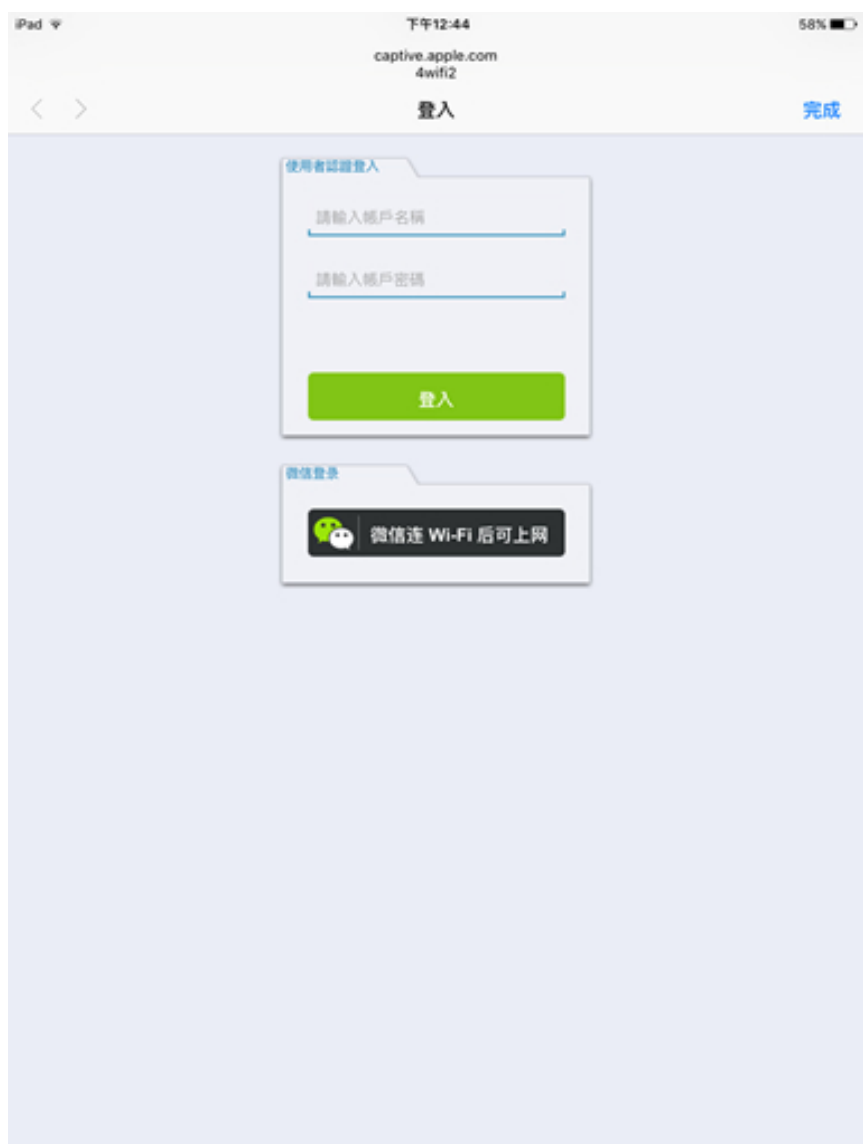 iPad 下午12:44 58%
captive.apple.com
4wifi2
登入 完成
使用者認證登入
請輸入帳戶名稱
請輸入帳戶密碼
登入
微信登录
微信连 Wi-Fi 后可上网